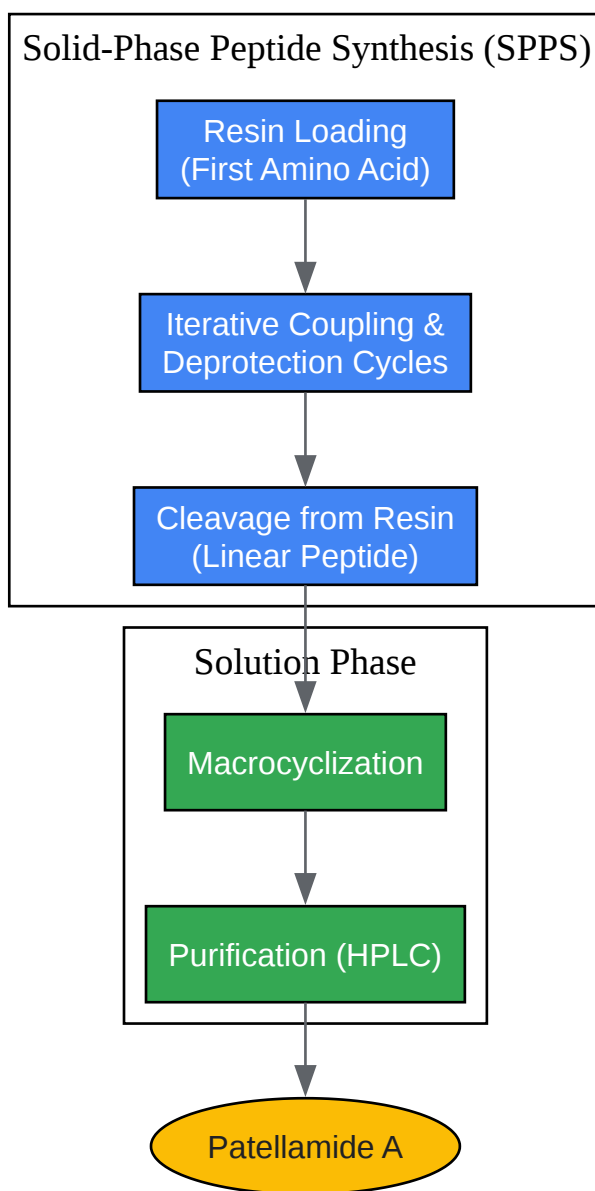 Solid-Phase Peptide Synthesis (SPPS)
Resin Loading
(First Amino Acid)
Iterative Coupling &
Deprotection Cycles
Cleavage from Resin
(Linear Peptide)
Solution Phase
Macrocyclization
Purification (HPLC)
Patellamide A